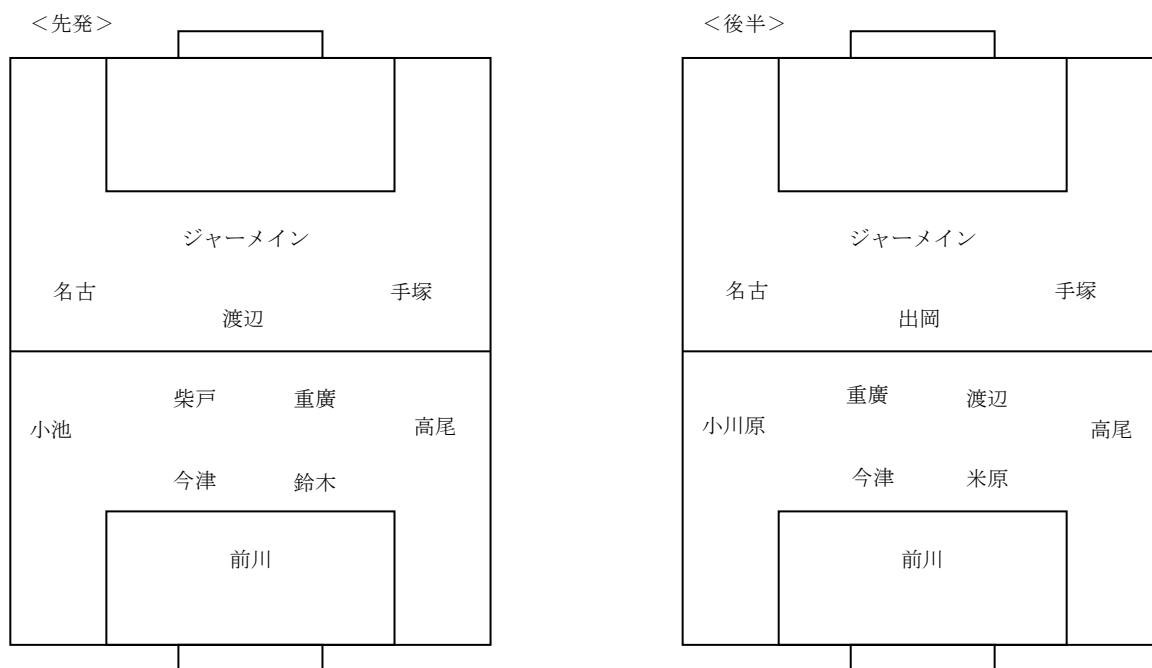 ＜先発＞
ジャーメイン
名古
手塚
渡辺
柴戸
重廣
小池
高尾
今津
鈴木
前川
＜後半＞
ジャーメイン
名古
手塚
出岡
重廣
渡辺
小川原
高尾
今津
米原
前川